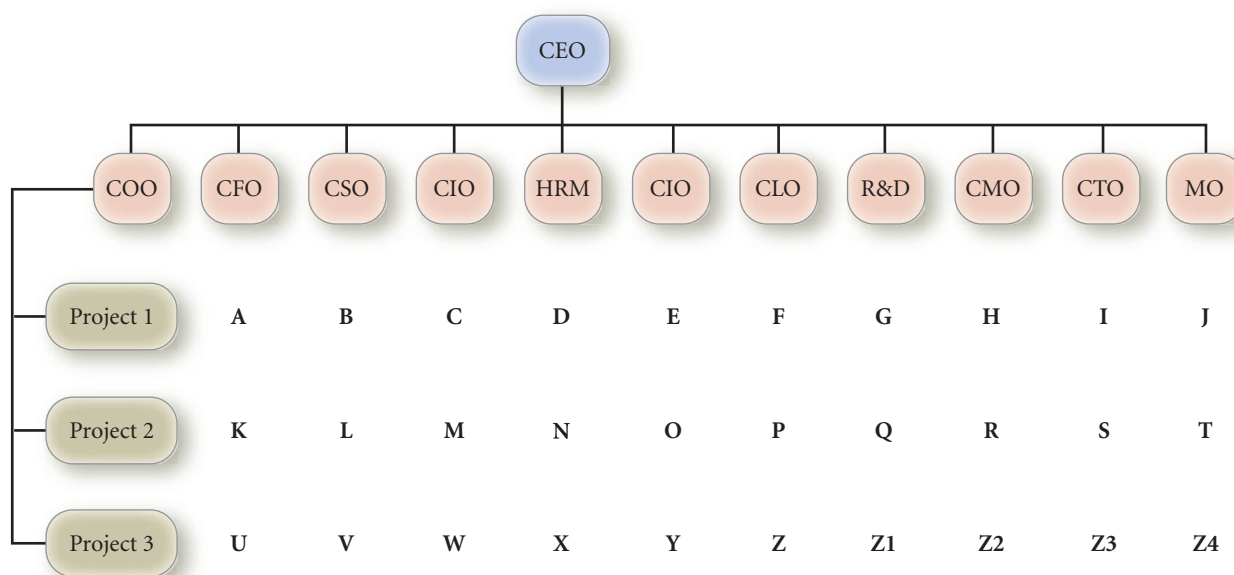 CEO
COO CFO CSO CIO HRM CIO CLO R&D CMO CTO MO
Project 1 A B C D E F G H I J
Project 2 K L M N O P Q R S T
Project 3 U V W X Y Z Z1 Z2 Z3 Z4